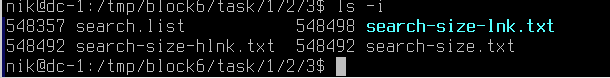 nik@dc-1:/tmp/block6/task/1/2/3$ ls -i
548357 search.list 548498 search-size-lnk.txt
548492 search-size-hlnk.txt 548492 search-size.txt
nik@dc-1:/tmp/block6/task/1/2/3$